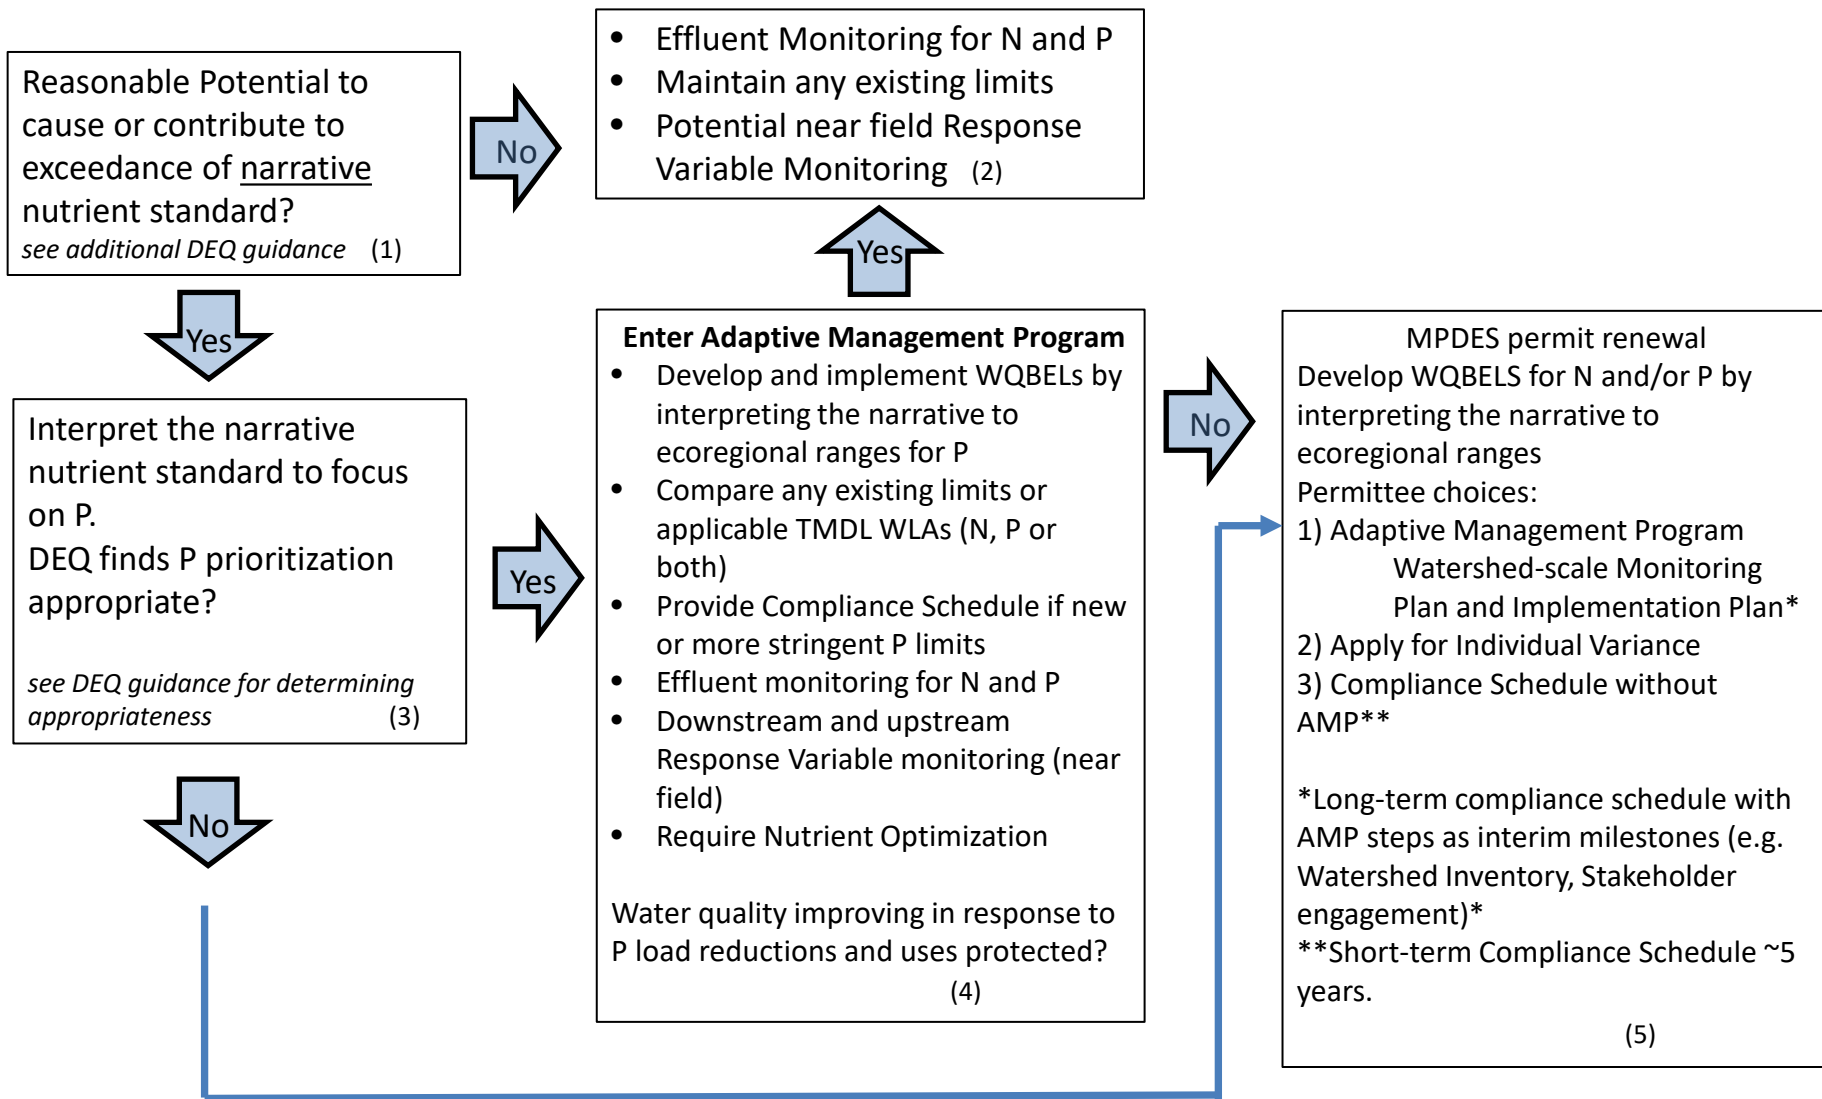 Reasonable Potential to
cause or contribute to
exceedance of narrative
nutrient standard?
see additional DEQ guidance (1)
No
• Effluent Monitoring for N and P
• Maintain any existing limits
• Potential near field Response
Variable Monitoring (2)
Yes
Yes
Interpret the narrative
nutrient standard to focus
on P.
DEQ finds P prioritization
appropriate?
see DEQ guidance for determining
appropriateness (3)
Yes
No
Enter Adaptive Management Program
• Develop and implement WQBELs by
interpreting the narrative to
ecoregional ranges for P
• Compare any existing limits or
applicable TMDL WLAs (N, P or
both)
• Provide Compliance Schedule if new
or more stringent P limits
• Effluent monitoring for N and P
• Downstream and upstream
Response Variable monitoring (near
field)
• Require Nutrient Optimization
Water quality improving in response to
P load reductions and uses protected?
(4)
No
MPDES permit renewal
Develop WQBELS for N and/or P by
interpreting the narrative to
ecoregional ranges
Permittee choices:
1) Adaptive Management Program
Watershed-scale Monitoring
Plan and Implementation Plan*
2) Apply for Individual Variance
3) Compliance Schedule without
AMP**
*Long-term compliance schedule with
AMP steps as interim milestones (e.g.
Watershed Inventory, Stakeholder
engagement)*
**Short-term Compliance Schedule ~5
years.
(5)